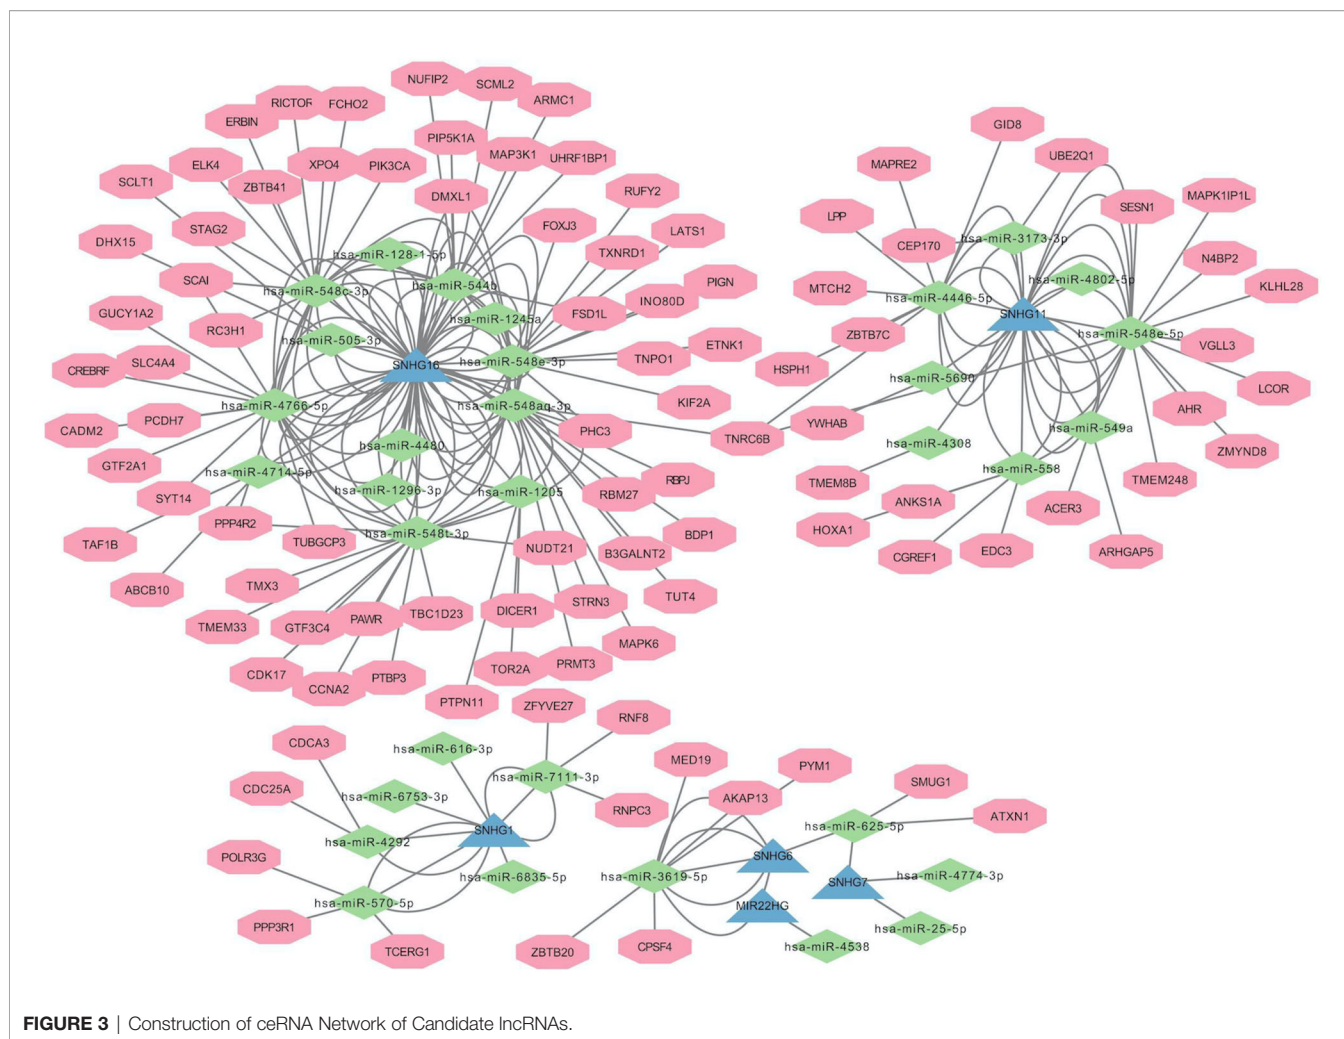 NUFIP2
SCML2
ARMC1
RICTOR
FCHO2
ERBIN
PIP5K1A
MAP3K1
UHRF1BP1
ELK4
XPO4
PIK3CA
SCLT1
ZBTB41
DMXL1
RUFY2
STAG2
FOXJ3
LATS1
DHX15
hsa-miR-128-1-5p
TXNRD1
SCAI
hsa-miR-548c-3p
hsa-miR-544b
PIGN
INO80D
GUCY1A2
FSD1L
hsa-miR-1245a
RC3H1
hsa-miR-505-3p
ETNK1
SLC4A4
CREBRF
SNHG16
hsa-miR-548e-3p
TNPO1
hsa-miR-4766-5p
hsa-miR-548aq-3p
KIF2A
PCDH7
CADM2
PHC3
TNRC6B
hsa-miR-4480
GTF2A1
hsa-miR-4714-5p
RBPJ
SYT14
hsa-miR-1296-3p
hsa-miR-1205
RBM27
PPP4R2
hsa-miR-548t-3p
BDP1
TAF1B
TUBGCP3
NUDT21
B3GALNT2
ABCB10
TMX3
TUT4
STRN3
TMEM33
GTF3C4
PAWR
TBC1D23
DICER1
MAPK6
CDK17
CCNA2
PTBP3
TOR2A
PRMT3
PTPN11
GID8
UBE2Q1
MAPRE2
MAPK1IP1L
SESN1
LPP
CEP170
hsa-miR-3173-3p
N4BP2
MTCH2
hsa-miR-4446-5p
hsa-miR-4802-5p
KLHL28
SNHG11
ZBTB7C
hsa-miR-548e-5p
VGLL3
HSPH1
hsa-miR-5690
LCOR
YWHAB
AHR
hsa-miR-549a
hsa-miR-4308
ZMYND8
hsa-miR-558
TMEM8B
TMEM248
ANKS1A
ACER3
HOXA1
CGREF1
EDC3
ARHGAP5
ZFYVE27
RNF8
CDCA3
hsa-miR-616-3p
hsa-miR-7111-3p
CDC25A
hsa-miR-6753-3p
RNPC3
SNHG1
hsa-miR-4292
POLR3G
hsa-miR-6835-5p
hsa-miR-570-5p
PPP3R1
TCERG1
MED19
PYM1
SMUG1
AKAP13
ATXN1
hsa-miR-625-5p
SNHG6
hsa-miR-3619-5p
SNHG7
hsa-miR-4774-3p
MIR22HG
hsa-miR-25-5p
ZBTB20
CPSF4
hsa-miR-4538
FIGURE 3 | Construction of ceRNA Network of Candidate lncRNAs.